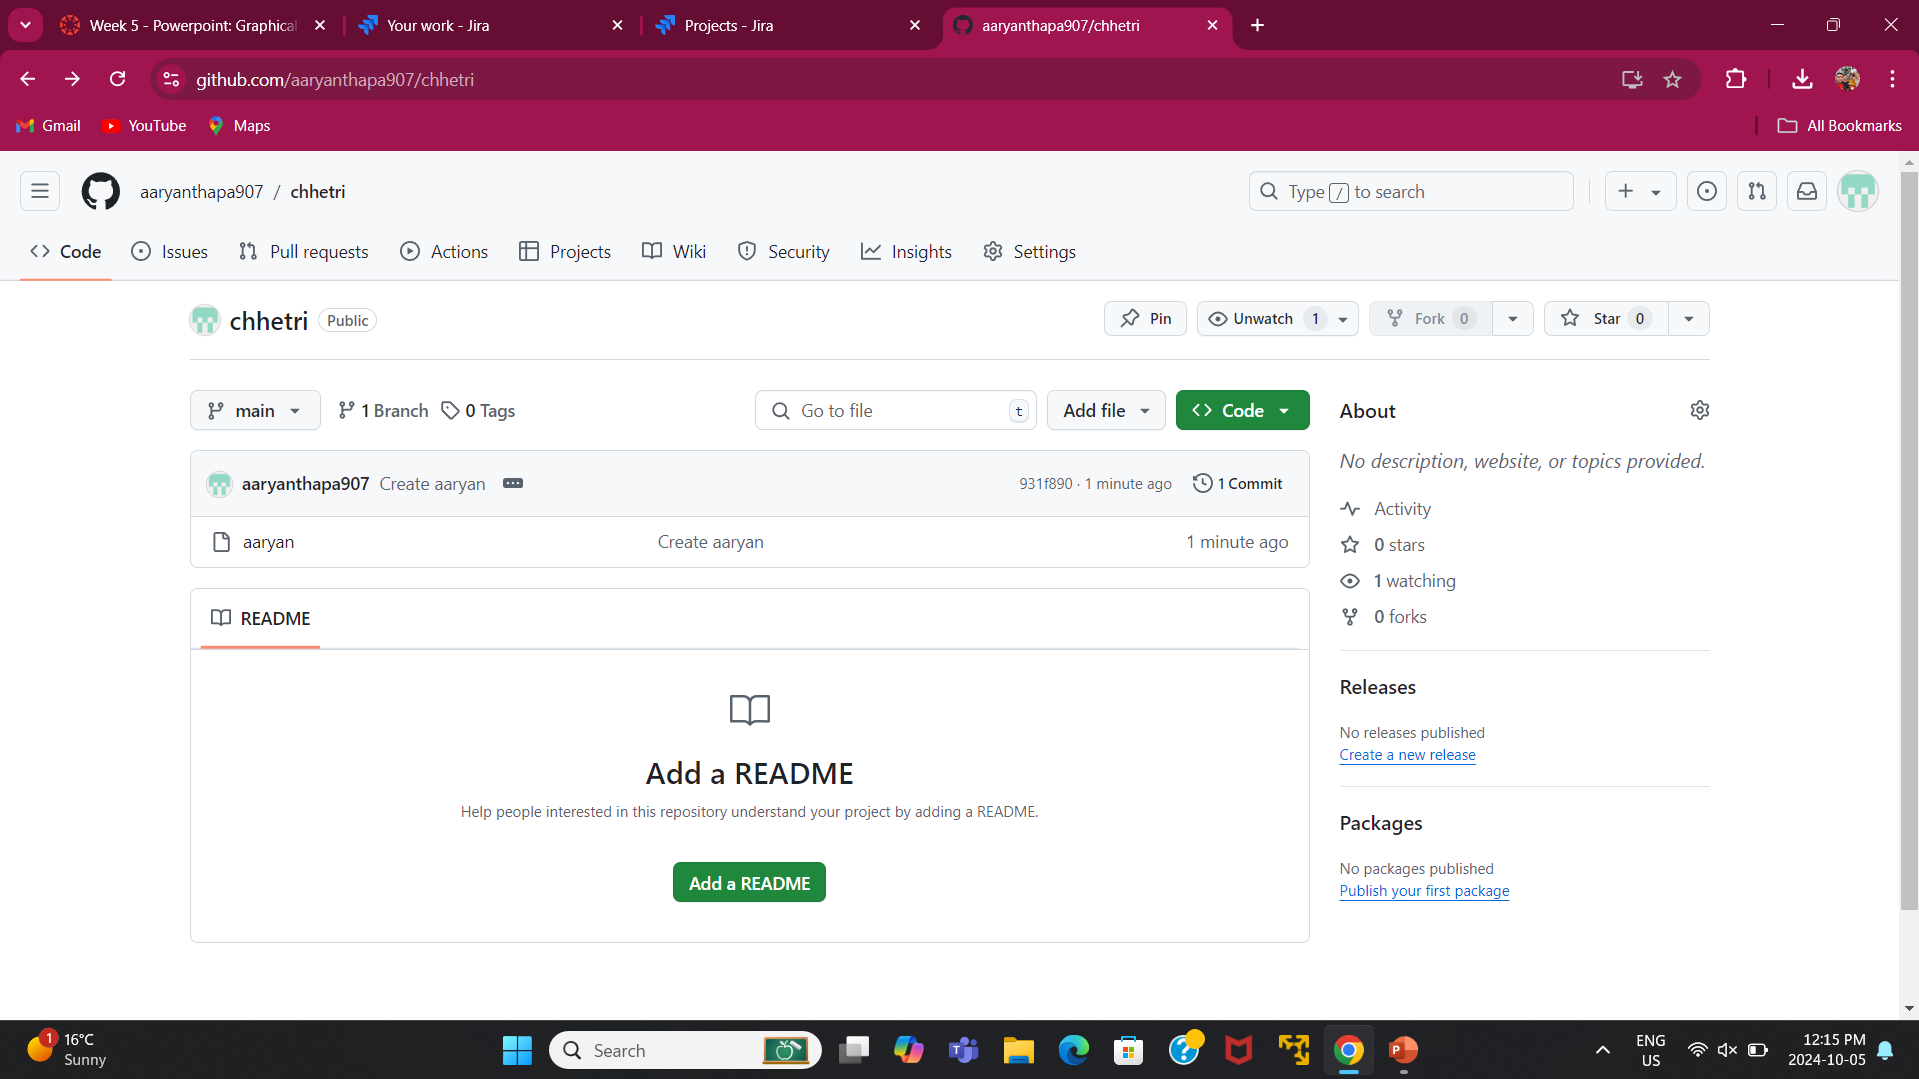 Week 5 - Powerpoint: Graphical
Your work - Jira
Projects - Jira
aaryanthapa907/chhetri
github.com/aaryanthapa907/chhetri
Gmail
YouTube
Maps
All Bookmarks
aaryanthapa907 / chhetri
Type / to search
Code
Issues
Pull requests
Actions
Projects
Wiki
Security
Insights
Settings
chhetri Public
Pin
Unwatch 1
Fork 0
Star 0
main
1 Branch
0 Tags
Go to file t
Add file
Code
About
No description, website, or topics provided.
aaryanthapa907 Create aaryan
931f890 · 1 minute ago
1 Commit
aaryan
Create aaryan
1 minute ago
Activity
0 stars
1 watching
0 forks
README
Add a README
Help people interested in this repository understand your project by adding a README.
Add a README
Releases
No releases published
Create a new release
Packages
No packages published
Publish your first package
1
16°C
Sunny
Search
ENG
US
12:15 PM
2024-10-05